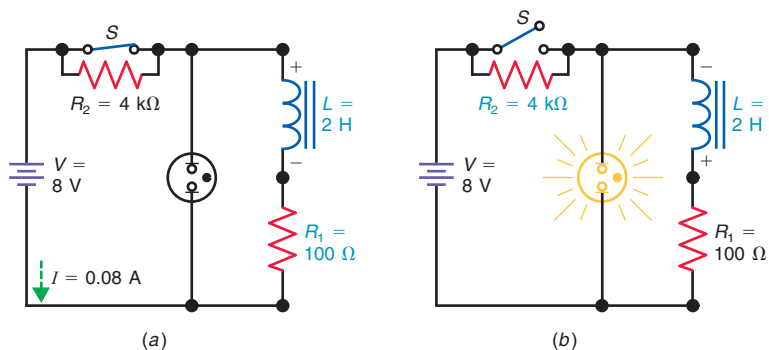 S
R2 = 4 kΩ
+
L =
2 H
−
V =
8 V
R1 =
100 Ω
I = 0.08 A
(a)
S
R2 = 4 kΩ
−
L =
2 H
+
V =
8 V
R1 =
100 Ω
(b)